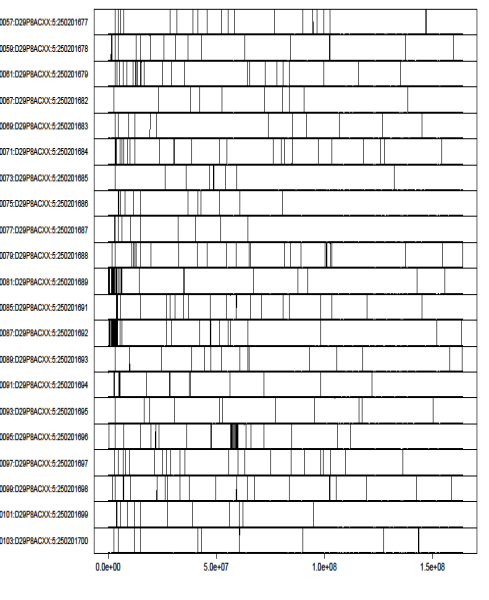 0057:D29P8ACXX:5:250201677
0059:D29P8ACXX:5:250201678
0061:D29P8ACXX:5:250201679
0067:D29P8ACXX:5:250201682
0069:D29P8ACXX:5:250201683
0071:D29P8ACXX:5:250201684
0073:D29P8ACXX:5:250201685
0075:D29P8ACXX:5:250201686
0077:D29P8ACXX:5:250201687
0079:D29P8ACXX:5:250201688
0081:D29P8ACXX:5:250201689
0085:D29P8ACXX:5:250201691
0087:D29P8ACXX:5:250201692
0089:D29P8ACXX:5:250201693
0091:D29P8ACXX:5:250201694
0093:D29P8ACXX:5:250201695
0095:D29P8ACXX:5:250201696
0097:D29P8ACXX:5:250201697
0099:D29P8ACXX:5:250201698
0101:D29P8ACXX:5:250201699
0103:D29P8ACXX:5:250201700
0.0e+00 5.0e+07 1.0e+08 1.5e+08